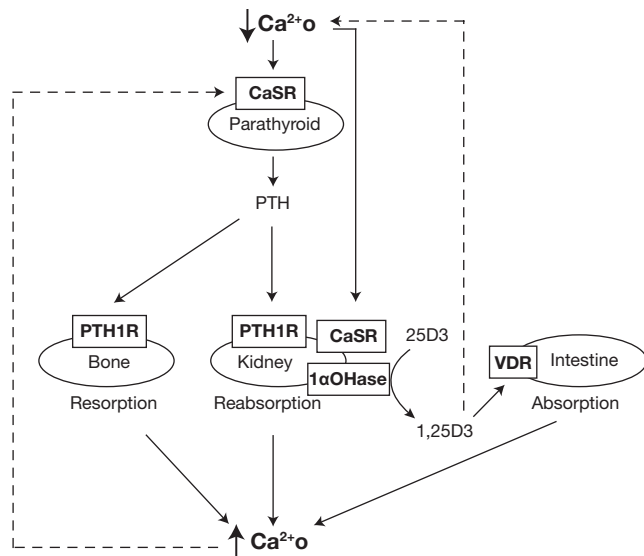 Ca²⁺o
CaSR
Parathyroid
PTH
PTH1R
Bone
Resorption
PTH1R
Kidney
Reabsorption
CaSR
1αOHase
25D3
1,25D3
VDR
Intestine
Absorption
Ca²⁺o